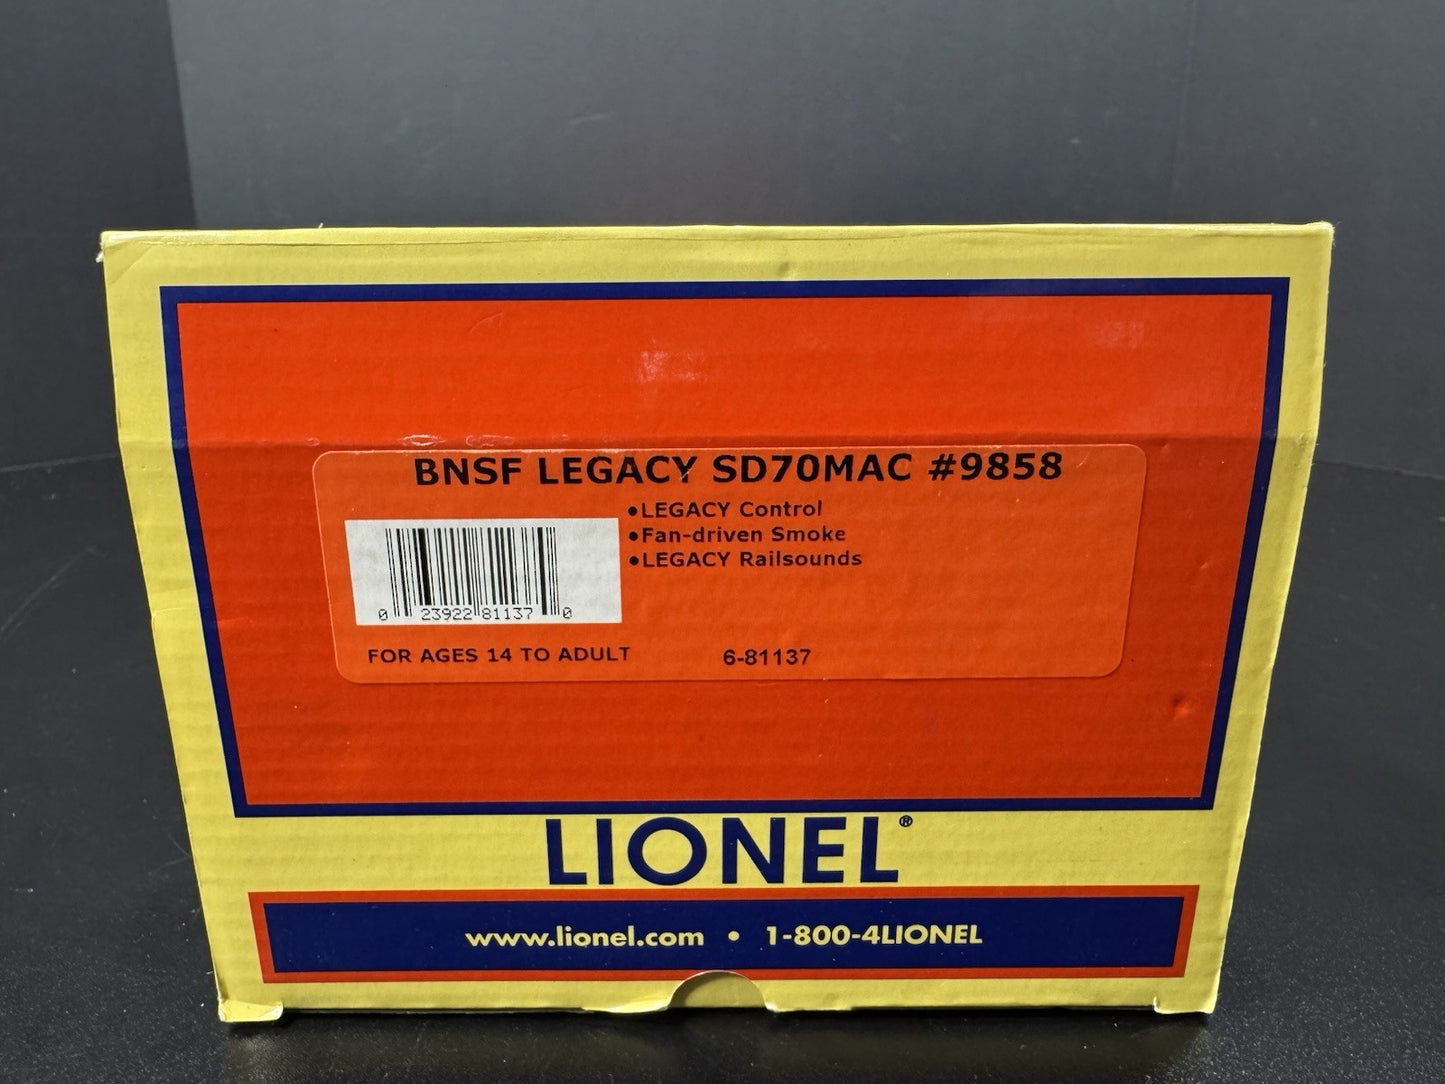 BNSF LEGACY SD70MAC #9858
•LEGACY Control
•Fan-driven Smoke
•LEGACY Railsounds
0 23922 81137 0
FOR AGES 14 TO ADULT 6-81137
LIONEL®
www.lionel.com • 1-800-4LIONEL